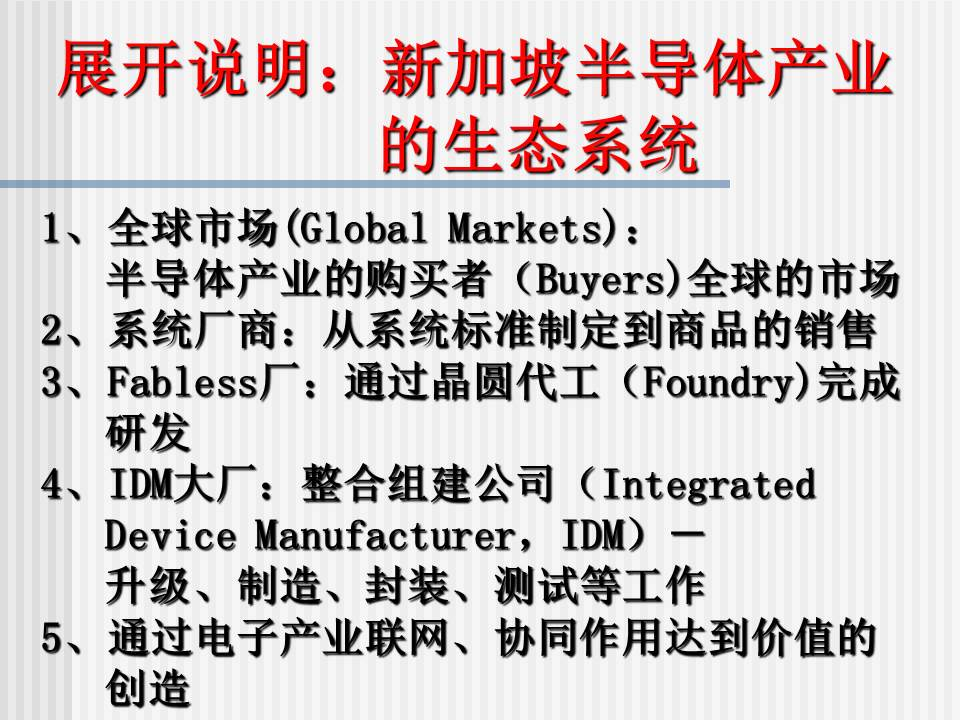 展开说明：新加坡半导体产业
的生态系统
1、全球市场(Global Markets)：
半导体产业的购买者（Buyers)全球的市场
2、系统厂商：从系统标准制定到商品的销售
3、Fabless厂：通过晶圆代工（Foundry)完成
研发
4、IDM大厂：整合组建公司（Integrated
Device Manufacturer，IDM）－
升级、制造、封装、测试等工作
5、通过电子产业联网、协同作用达到价值的
创造